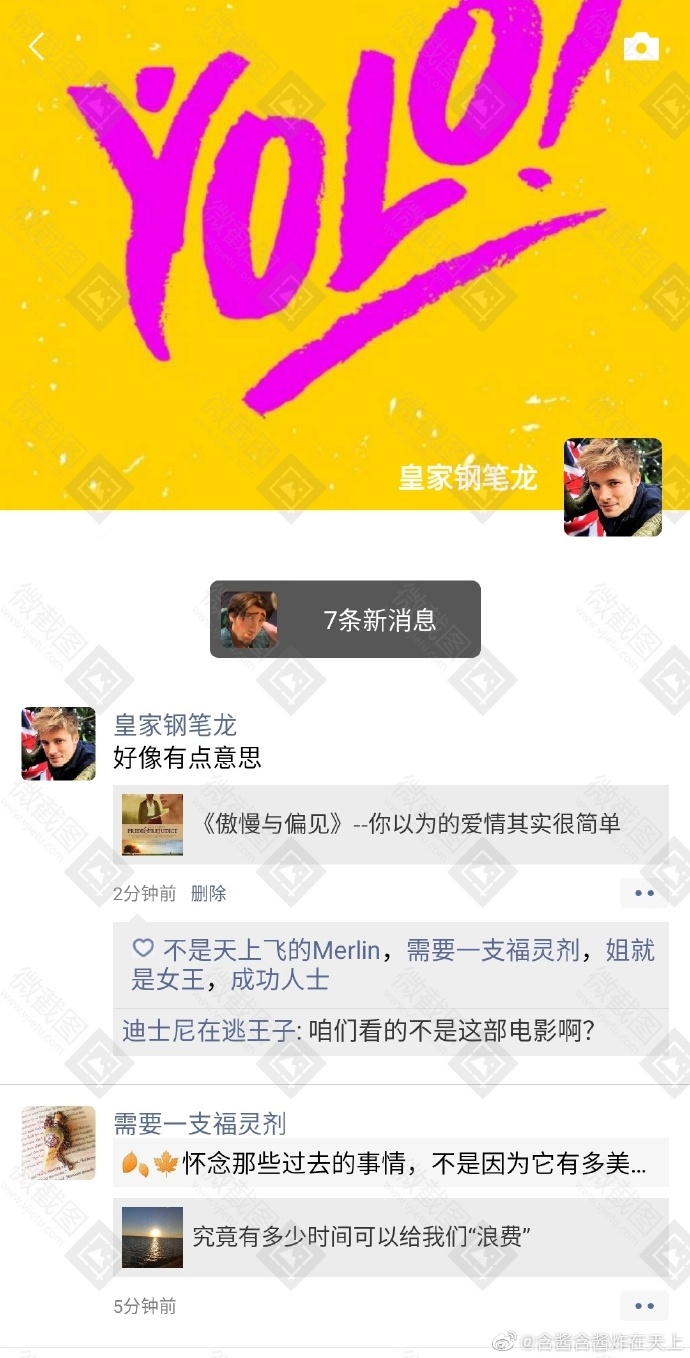 YOLO!
皇家钢笔龙
7条新消息
皇家钢笔龙
好像有点意思
PRIDE & PREJUDICE
《傲慢与偏见》--你以为的爱情其实很简单
2分钟前 删除
不是天上飞的Merlin，需要一支福灵剂，姐就
是女王，成功人士
迪士尼在逃王子: 咱们看的不是这部电影啊？
需要一支福灵剂
🍂🍁怀念那些过去的事情，不是因为它有多美...
究竟有多少时间可以给我们“浪费”
5分钟前
@含酱含酱炸在天上
微截图